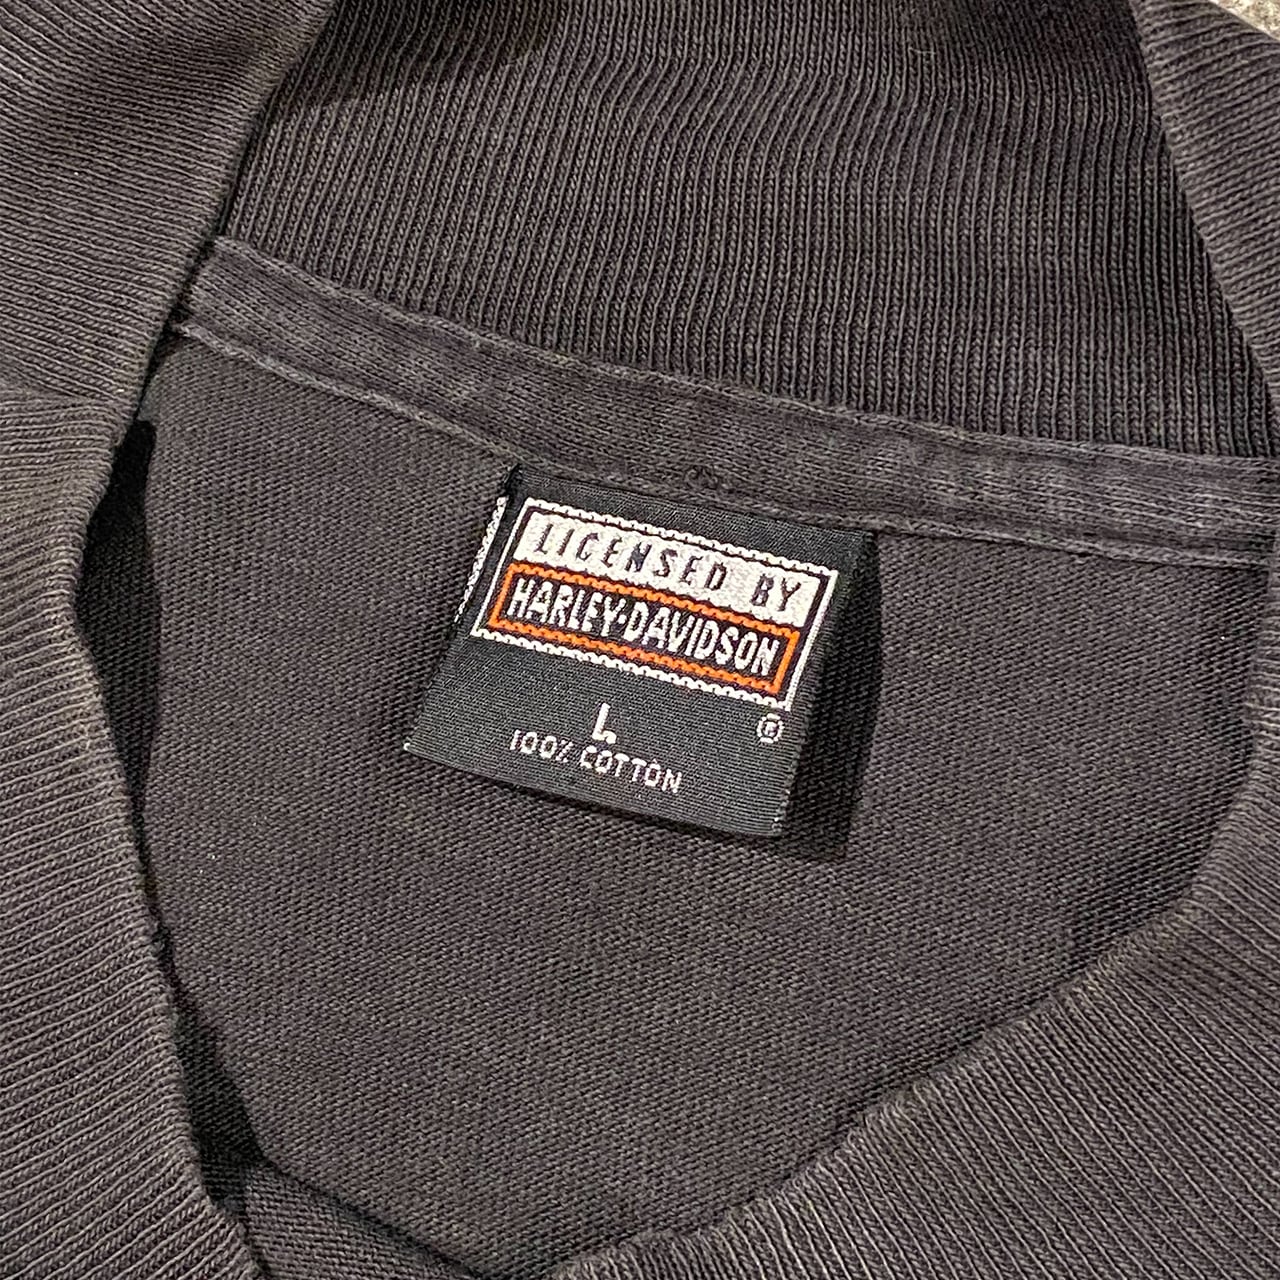 LICENSED BY
HARLEY-DAVIDSON
L
®
100% COTTON